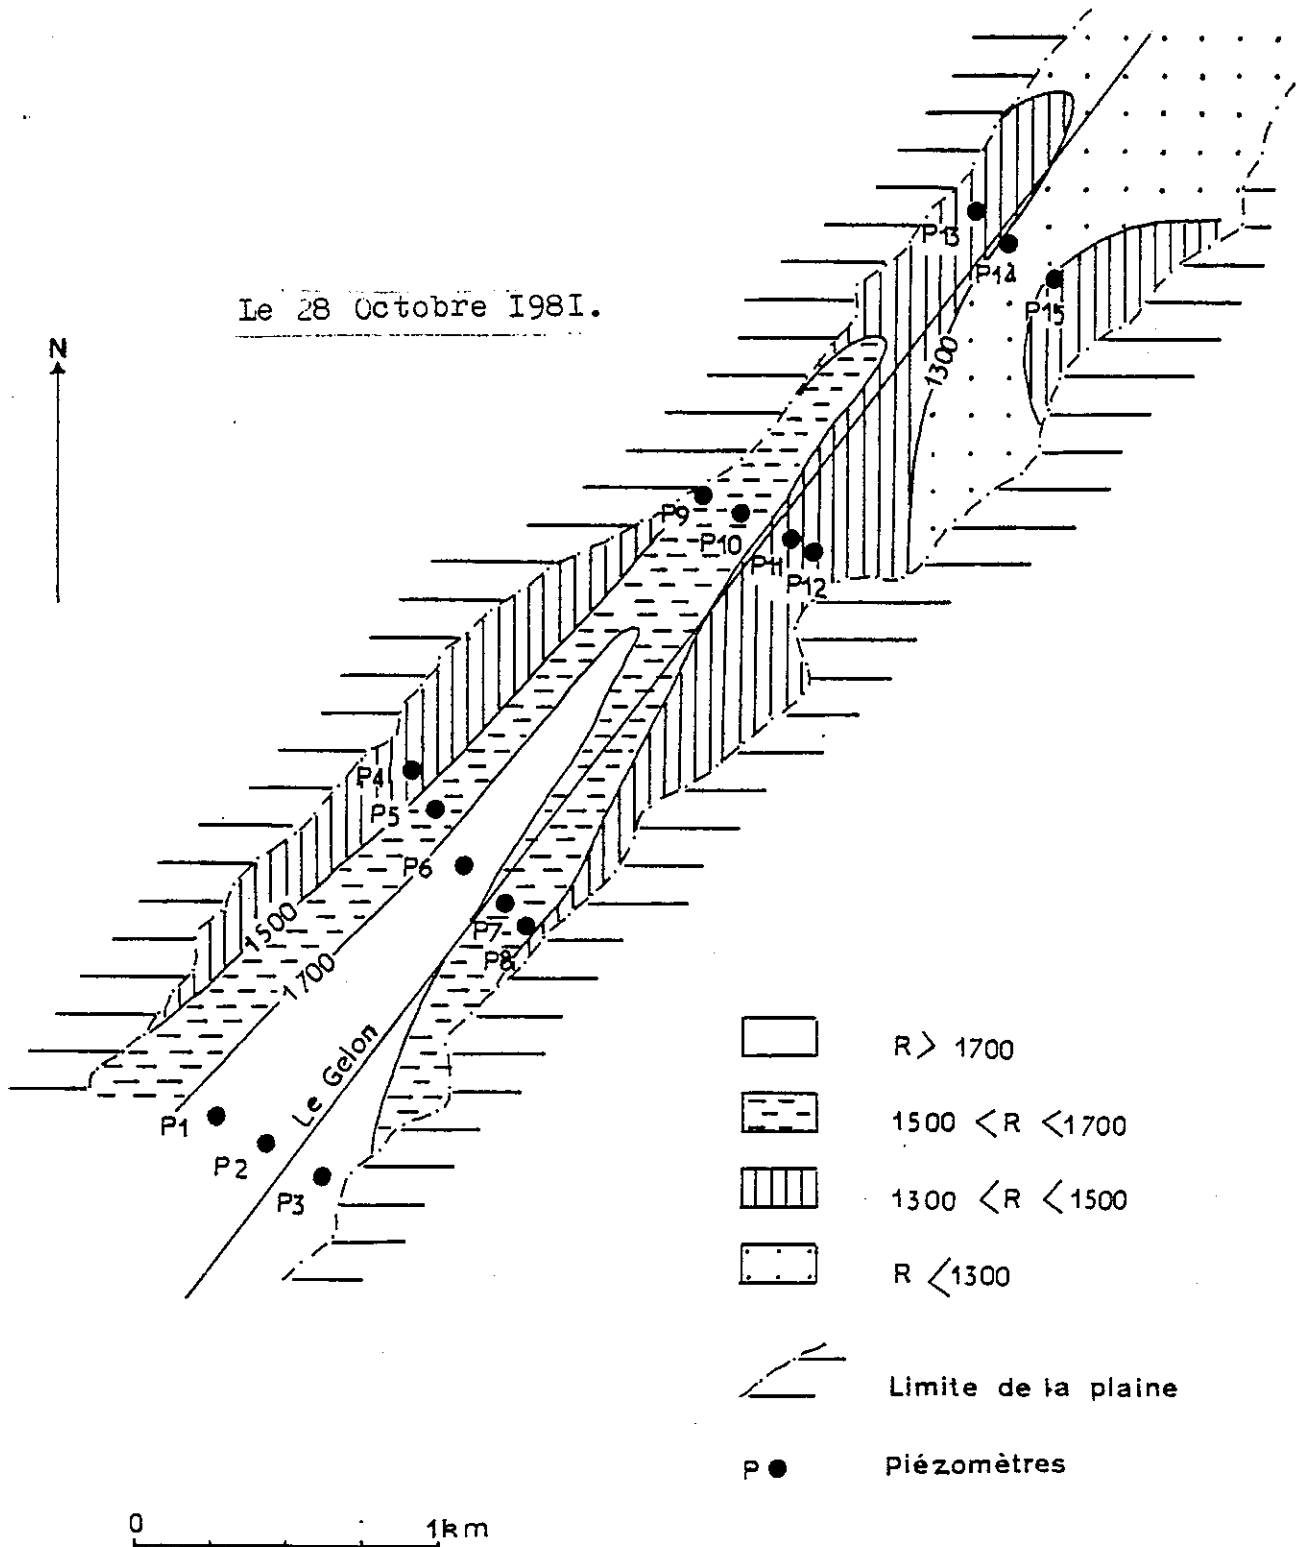 Le 28 Octobre I98I.
N
P13
P14
P15
1300
P9
P10
P11
P12
P4
P5
P6
P7
P8
1500
1700
Le Gelon
P1
P2
P3
R > 1700
1500 < R < 1700
1300 < R < 1500
R < 1300
Limite de la plaine
P ● Piézomètres
0 1km